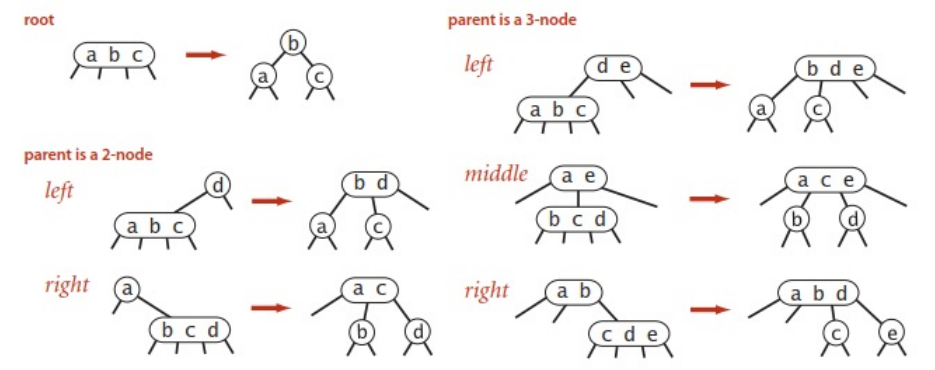 root
a b c
b
a c
parent is a 2-node
left
d
a b c
b d
a c
right
a
b c d
a c
b d
parent is a 3-node
left
d e
a b c
b d e
a c
middle
a e
b c d
a c e
b d
right
a b
c d e
a b d
c e